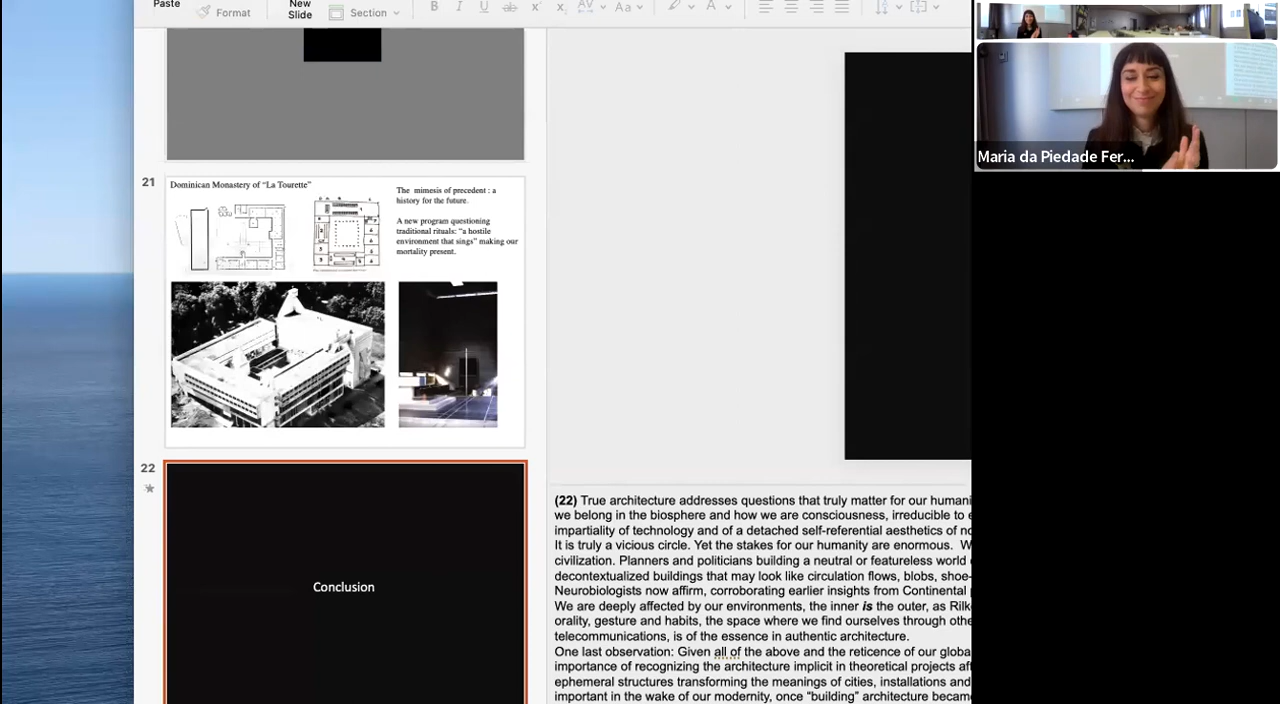 Paste
Format
New
Slide
Section
B I U ab x x AV Aa A
Maria da Piedade Fer...
21
Dominican Monastery of “La Tourette”
The mimesis of precedent : a
history for the future.
A new program questioning
traditional rituals: “a hostile
environment that sings” making our
mortality present.
22
Conclusion
(22) True architecture addresses questions that truly matter for our humani
we belong in the biosphere and how we are consciousness, irreducible to e
impartiality of technology and of a detached self-referential aesthetics of no
It is truly a vicious circle. Yet the stakes for our humanity are enormous. W
civilization. Planners and politicians building a neutral or featureless world
decontextualized buildings that may look like circulation flows, blobs, shoe-
Neurobiologists now affirm, corroborating earlier insights from Continental
We are deeply affected by our environments, the inner is the outer, as Rilk
orality, gesture and habits, the space where we find ourselves through othe
telecommunications, is of the essence in authentic architecture.
One last observation: Given all of the above and the reticence of our globa
importance of recognizing the architecture implicit in theoretical projects aft
ephemeral structures transforming the meanings of cities, installations and
important in the wake of our modernity, once “building” architecture became